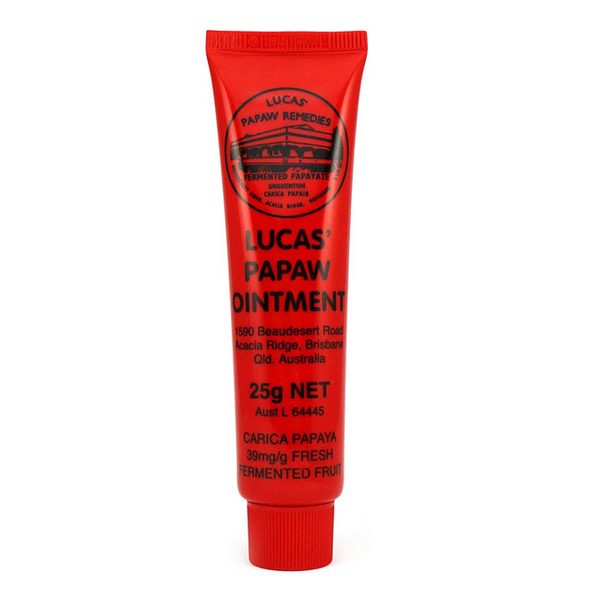 LUCAS'
PAPAW REMEDIES
FERMENTED PAPAYATE
UNGUENTUM
CARICA PAPAIA
ACACIA RIDGE,
LUCAS'
PAPAW
OINTMENT
1590 Beaudesert Road
Acacia Ridge, Brisbane
Qld. Australia
25g NET
Aust L 64445
CARICA PAPAYA
39mg/g FRESH
FERMENTED FRUIT